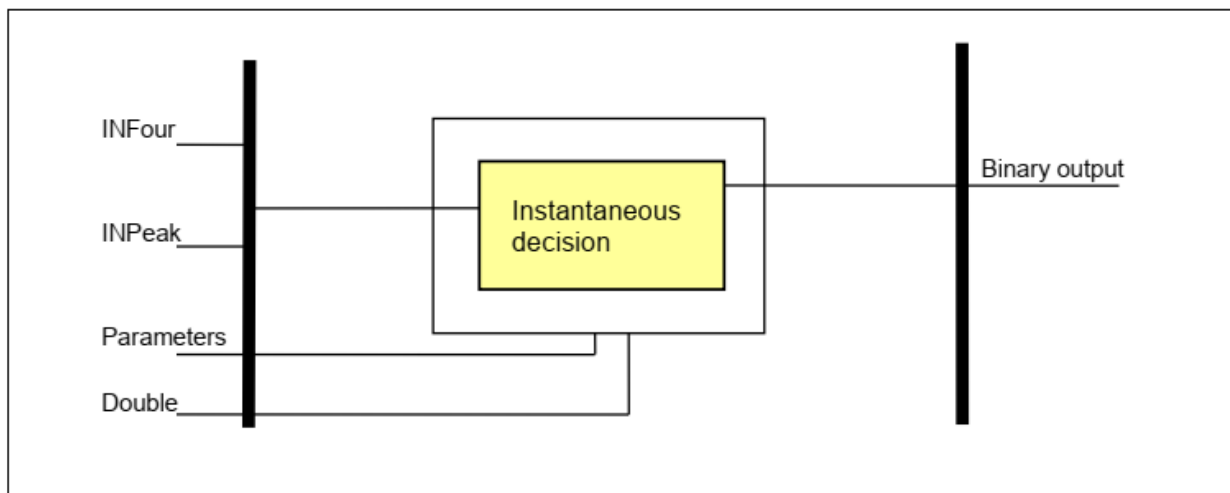 INFour
INPeak
Parameters
Double
Instantaneous
decision
Binary output